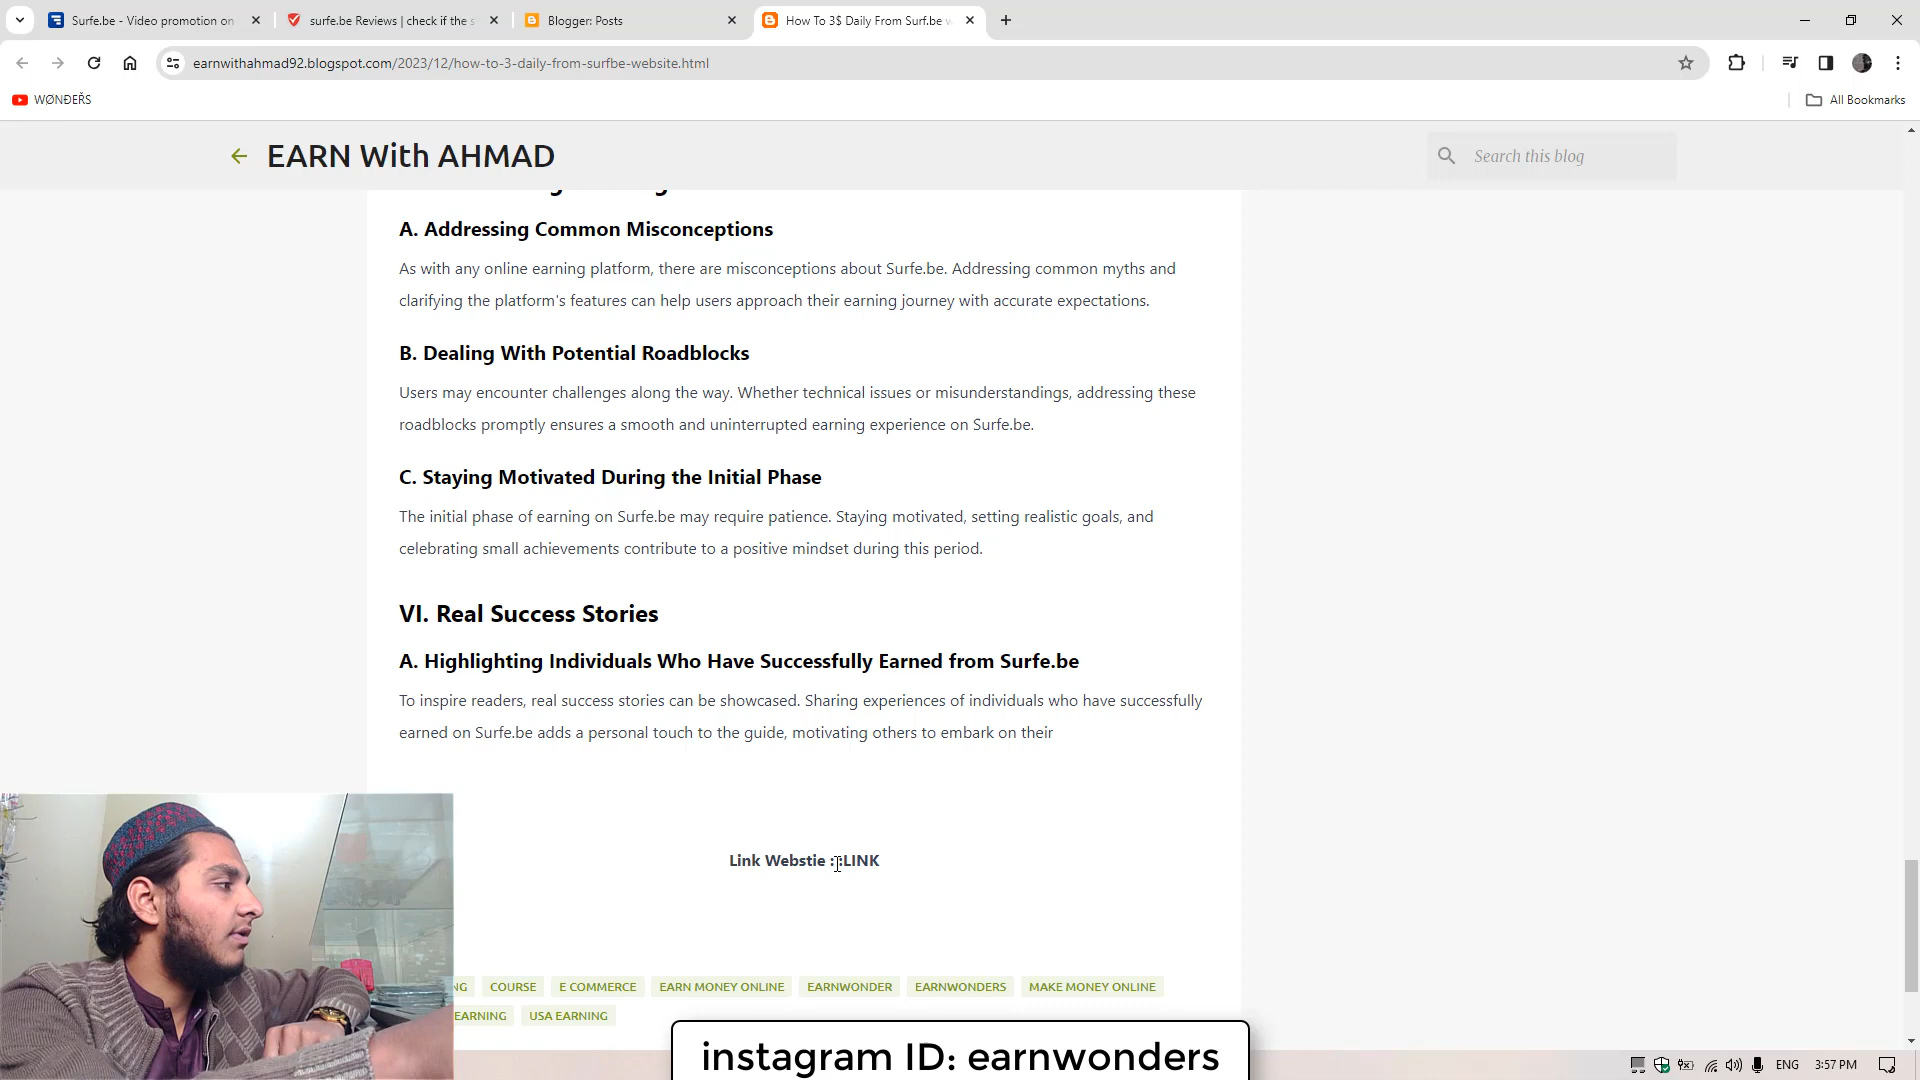 Surfe.be - Video promotion on
surfe.be Reviews | check if the s
Blogger: Posts
How To 3$ Daily From Surf.be w
earnwithahmad92.blogspot.com/2023/12/how-to-3-daily-from-surfbe-website.html
WØNĐEŘS
All Bookmarks
EARN With AHMAD
Search this blog
A. Addressing Common Misconceptions
As with any online earning platform, there are misconceptions about Surfe.be. Addressing common myths and
clarifying the platform's features can help users approach their earning journey with accurate expectations.
B. Dealing With Potential Roadblocks
Users may encounter challenges along the way. Whether technical issues or misunderstandings, addressing these
roadblocks promptly ensures a smooth and uninterrupted earning experience on Surfe.be.
C. Staying Motivated During the Initial Phase
The initial phase of earning on Surfe.be may require patience. Staying motivated, setting realistic goals, and
celebrating small achievements contribute to a positive mindset during this period.
VI. Real Success Stories
A. Highlighting Individuals Who Have Successfully Earned from Surfe.be
To inspire readers, real success stories can be showcased. Sharing experiences of individuals who have successfully
earned on Surfe.be adds a personal touch to the guide, motivating others to embark on their
Link Webstie : :LINK
NG COURSE E COMMERCE EARN MONEY ONLINE EARNWONDER EARNWONDERS MAKE MONEY ONLINE
EARNING USA EARNING
instagram ID: earnwonders
ENG 3:57 PM